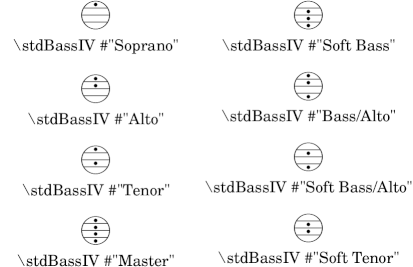 \stdBassIV #"Soprano"
\stdBassIV #"Soft Bass"
\stdBassIV #"Alto"
\stdBassIV #"Bass/Alto"
\stdBassIV #"Tenor"
\stdBassIV #"Soft Bass/Alto"
\stdBassIV #"Master"
\stdBassIV #"Soft Tenor"